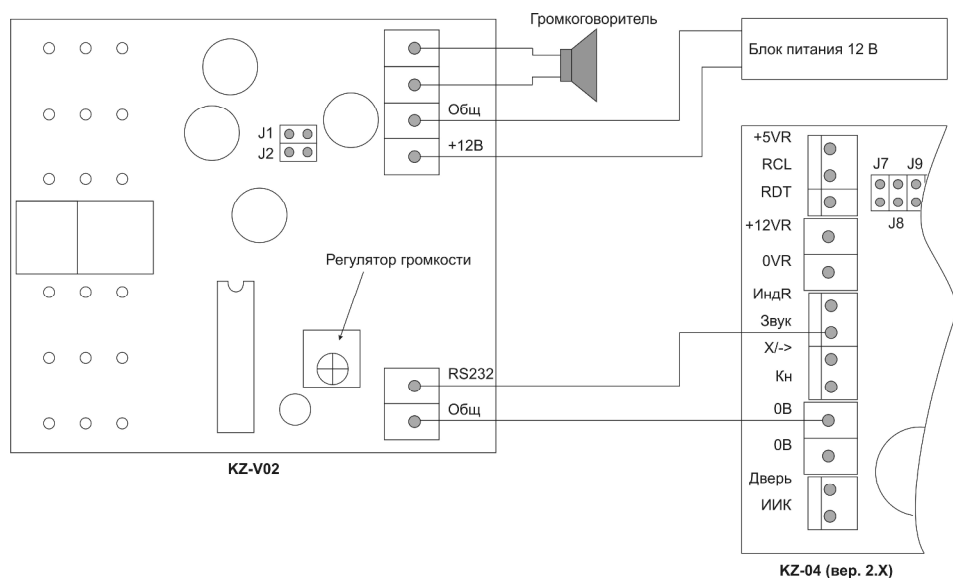 Громкоговоритель
Блок питания 12 В
Общ
+12В
J1
J2
Регулятор громкости
RS232
Общ
KZ-V02
+5VR
RCL
RDT
J7 J9
J8
+12VR
0VR
ИндR
Звук
X/->
Кн
0В
0В
Дверь
ИИК
KZ-04 (вер. 2.X)